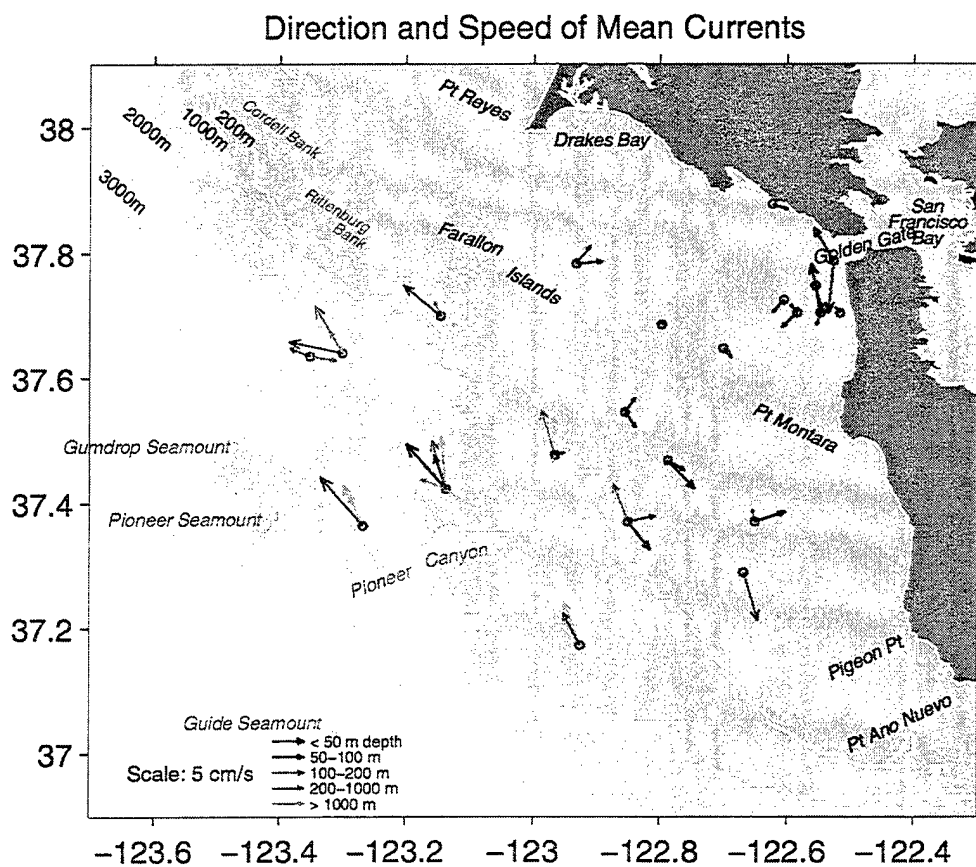 Direction and Speed of Mean Currents
38
37.8
37.6
37.4
37.2
37
2000m
1000m
200m
3000m
Cordell Bank
Pt Reyes
Drakes Bay
Rittenburg
Bank
Farallon
Islands
San
Francisco
Bay
Golden Gate
Pt Montara
Gumdrop Seamount
Pioneer Seamount
Pioneer Canyon
Pigeon Pt
Pt Ano Nuevo
Guide Seamount
Scale: 5 cm/s
< 50 m depth
50-100 m
100-200 m
200-1000 m
> 1000 m
-123.6 -123.4 -123.2 -123 -122.8 -122.6 -122.4